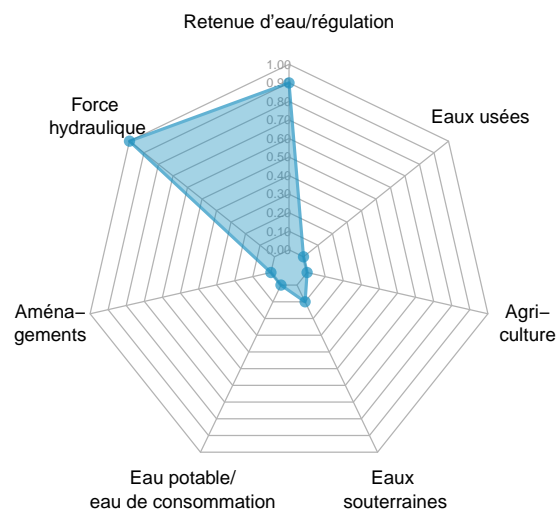 Retenue d'eau/régulation
1.00
0.90
0.80
0.70
0.60
0.50
0.40
0.30
0.20
0.10
0.00
Force
hydraulique
Eaux usées
Aména–
gements
Agri–
culture
Eau potable/
eau de consommation
Eaux
souterraines